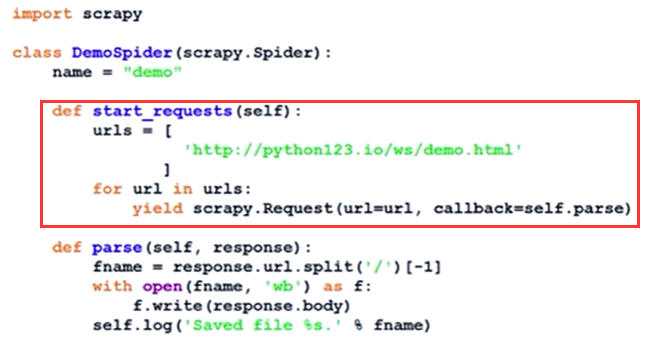 import scrapy
class DemoSpider(scrapy.Spider):
    name = "demo"
    def start_requests(self):
        urls = [
                 'http://python123.io/ws/demo.html'
               ]
        for url in urls:
            yield scrapy.Request(url=url, callback=self.parse)
    def parse(self, response):
        fname = response.url.split('/')[-1]
        with open(fname, 'wb') as f:
            f.write(response.body)
        self.log('Saved file %s.' % fname)